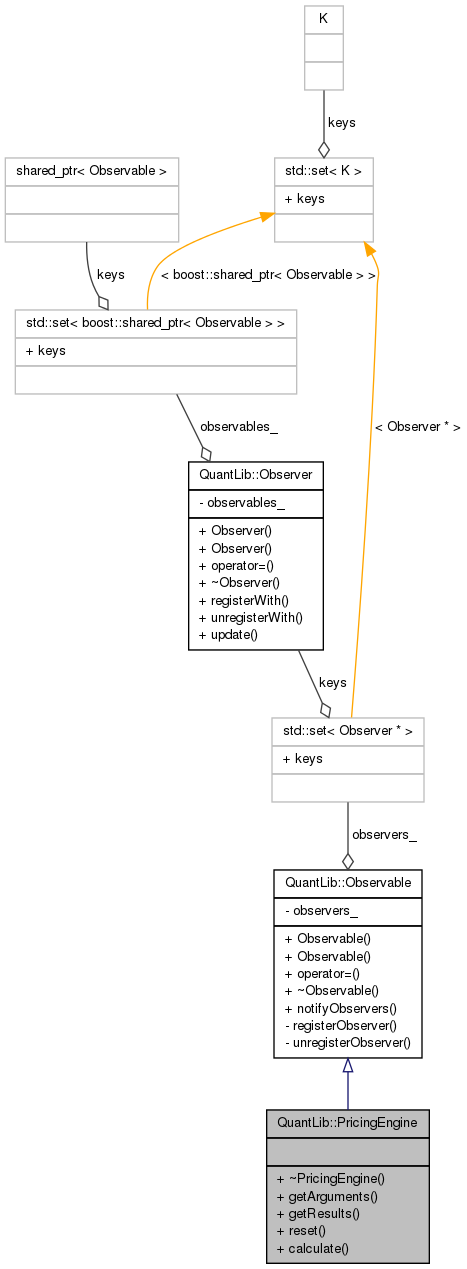 K
keys
shared_ptr< Observable >
std::set< K >
+ keys
keys
< boost::shared_ptr< Observable > >
std::set< boost::shared_ptr< Observable > >
+ keys
observables_
< Observer * >
QuantLib::Observer
- observables_
+ Observer()
+ Observer()
+ operator=()
+ ~Observer()
+ registerWith()
+ unregisterWith()
+ update()
keys
std::set< Observer * >
+ keys
observers_
QuantLib::Observable
- observers_
+ Observable()
+ Observable()
+ operator=()
+ ~Observable()
+ notifyObservers()
- registerObserver()
- unregisterObserver()
QuantLib::PricingEngine
+ ~PricingEngine()
+ getArguments()
+ getResults()
+ reset()
+ calculate()